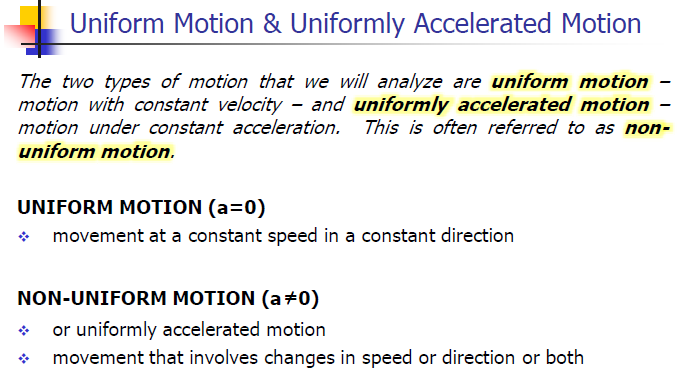 Uniform Motion & Uniformly Accelerated Motion
The two types of motion that we will analyze are uniform motion –
motion with constant velocity – and uniformly accelerated motion –
motion under constant acceleration. This is often referred to as non-
uniform motion.
UNIFORM MOTION (a=0)
❖ movement at a constant speed in a constant direction
NON-UNIFORM MOTION (a≠0)
❖ or uniformly accelerated motion
❖ movement that involves changes in speed or direction or both